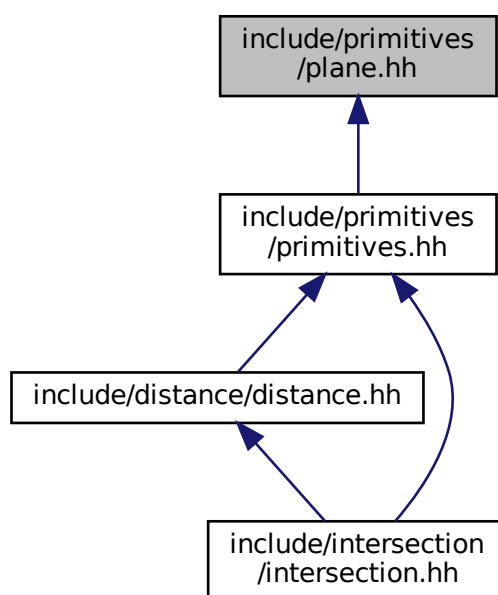 include/primitives
/plane.hh
include/primitives
/primitives.hh
include/distance/distance.hh
include/intersection
/intersection.hh